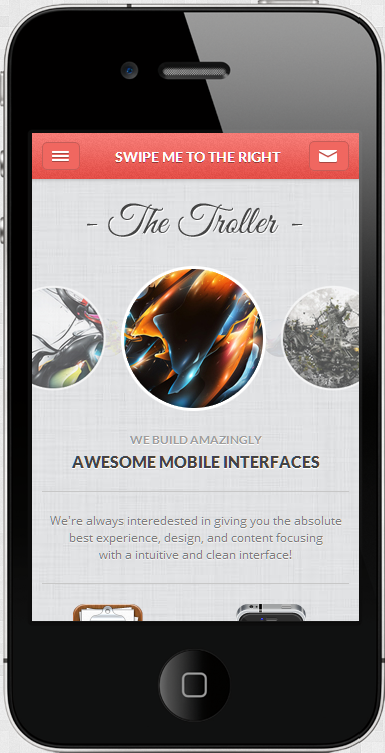 SWIPE ME TO THE RIGHT
- The Troller -
WE BUILD AMAZINGLY
AWESOME MOBILE INTERFACES
We're always interedested in giving you the absolute
best experience, design, and content focusing
with a intuitive and clean interface!